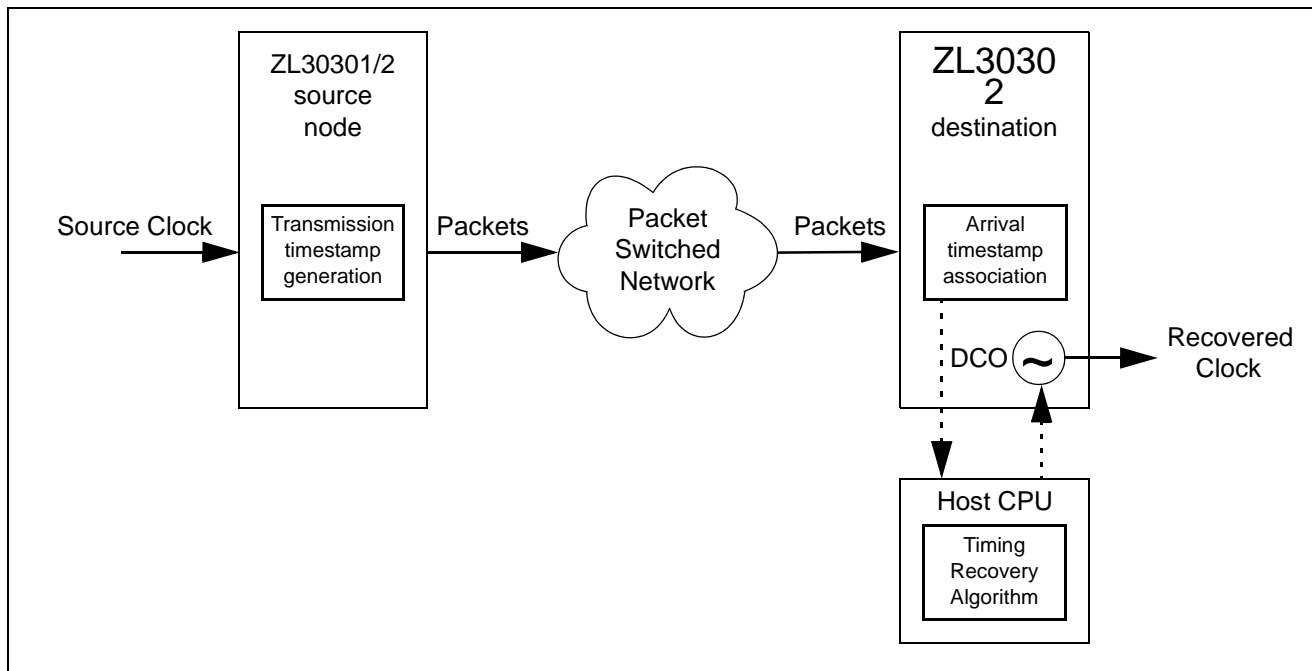 ZL30301/2
source
node
ZL3030
2
destination
Source Clock
Transmission
timestamp
generation
Packets
Packet
Switched
Network
Packets
Arrival
timestamp
association
DCO
~
Recovered
Clock
Host CPU
Timing
Recovery
Algorithm